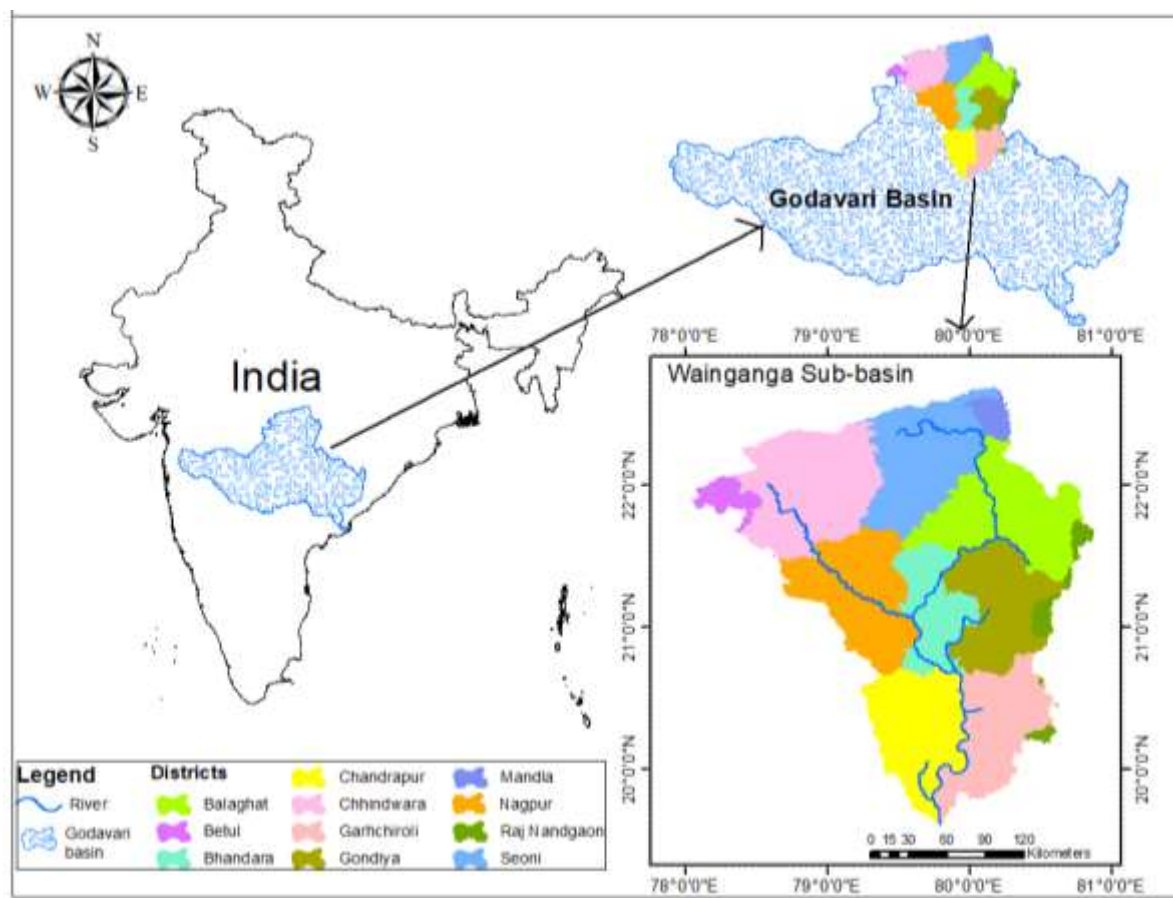 N
W E
S
India
Godavari Basin
78°0'0"E 79°0'0"E 80°0'0"E 81°0'0"E
Wainganga Sub-basin
22°0'0"N 22°0'0"N
21°0'0"N 21°0'0"N
20°0'0"N 20°0'0"N
0 15 30 60 90 120
Kilometers
78°0'0"E 79°0'0"E 80°0'0"E 81°0'0"E
Legend
River
Godavari
basin
Districts
Balaghat
Betul
Bhandara
Chandrapur
Chhindwara
Garhchiroli
Gondiya
Mandla
Nagpur
Raj Nandgaon
Seoni